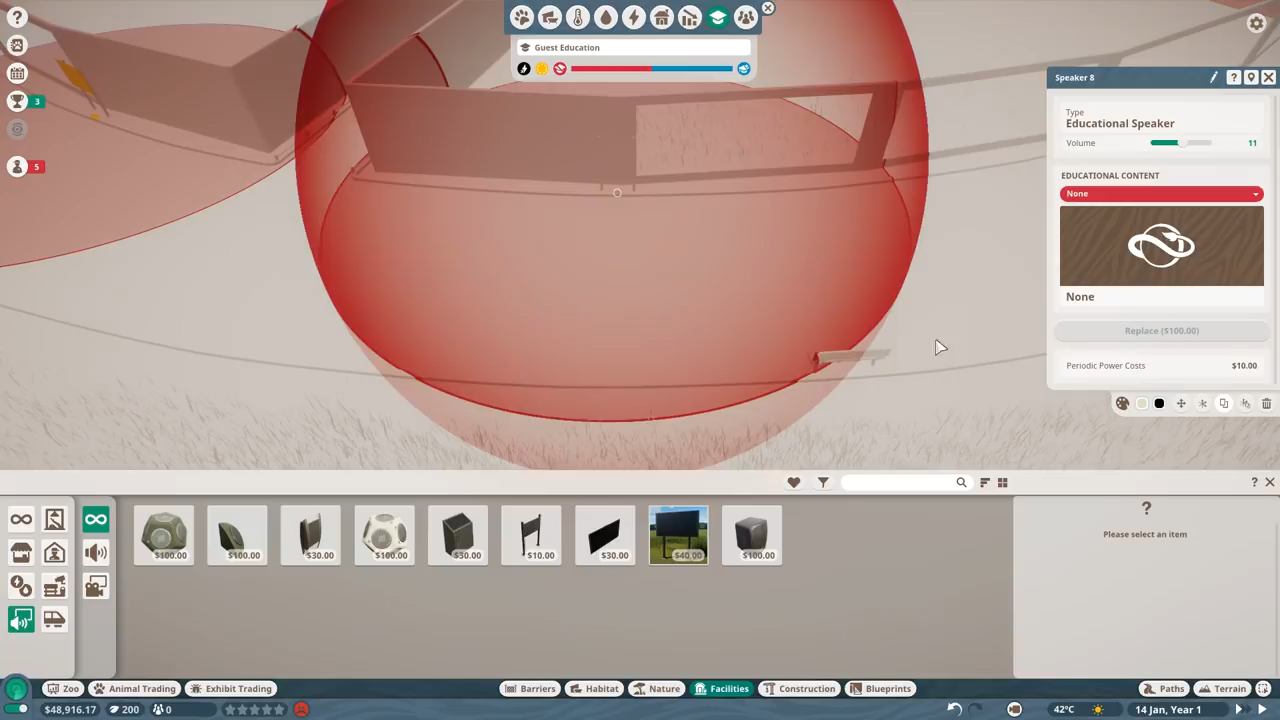 ?
Guest Education
3
5
Speaker 8
?
Type
Educational Speaker
Volume 11
EDUCATIONAL CONTENT
None
None
Replace ($100.00)
Periodic Power Costs $10.00
?
$100.00 $100.00 $30.00 $100.00 $30.00 $10.00 $30.00 $40.00 $100.00
?
Please select an item
Zoo Animal Trading Exhibit Trading Barriers Habitat Nature Facilities Construction Blueprints Paths Terrain
$48,916.17 200 0 42°C 14 Jan, Year 1